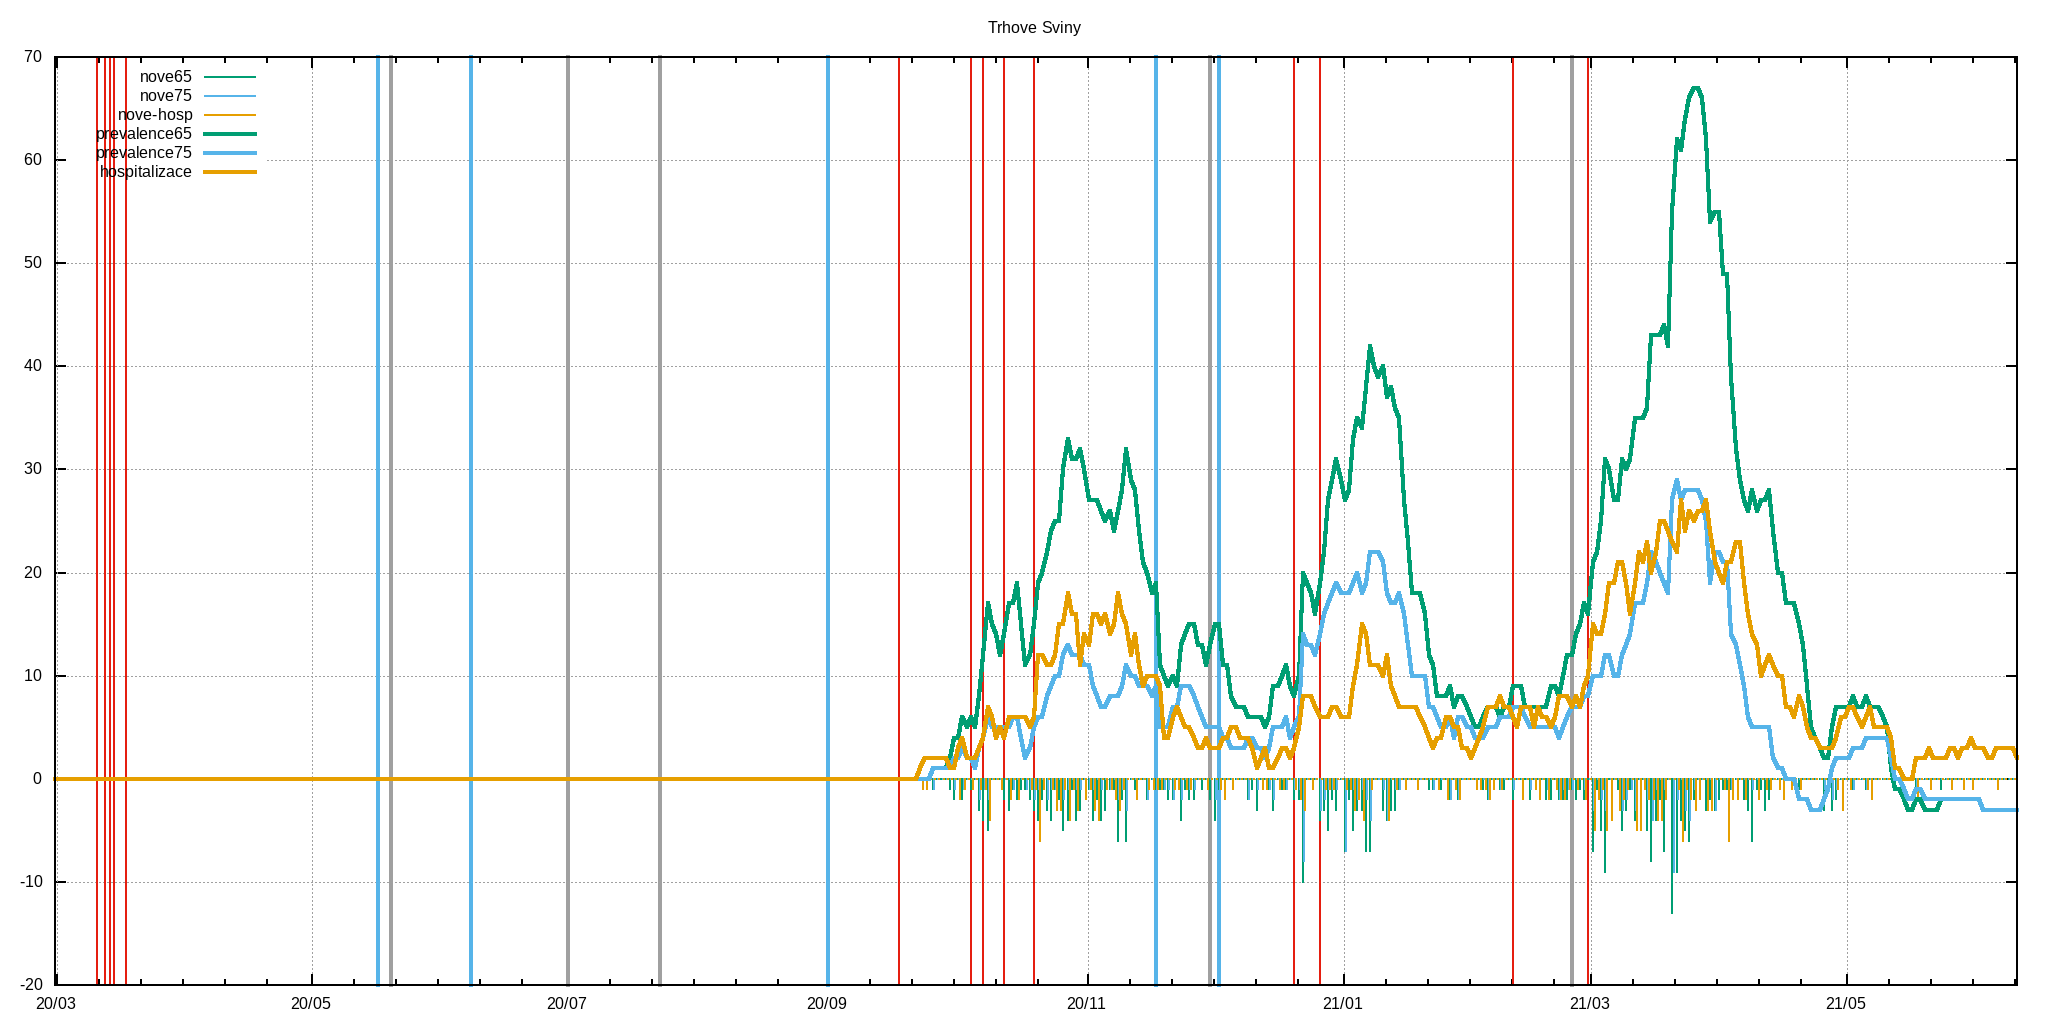 Trhove Sviny
70
60
50
40
30
20
10
0
-10
-20
nove65
nove75
nove-hosp
prevalence65
prevalence75
hospitalizace
20/03 20/05 20/07 20/09 20/11 21/01 21/03 21/05